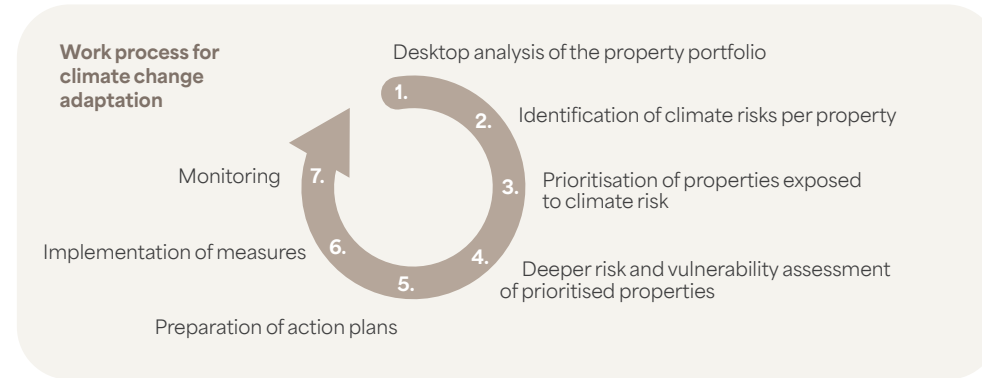 Work process for
climate change
adaptation
Desktop analysis of the property portfolio
1.
2.
Identification of climate risks per property
3.
Prioritisation of properties exposed
to climate risk
4.
Deeper risk and vulnerability assessment
of prioritised properties
5.
Preparation of action plans
6.
Implementation of measures
7.
Monitoring